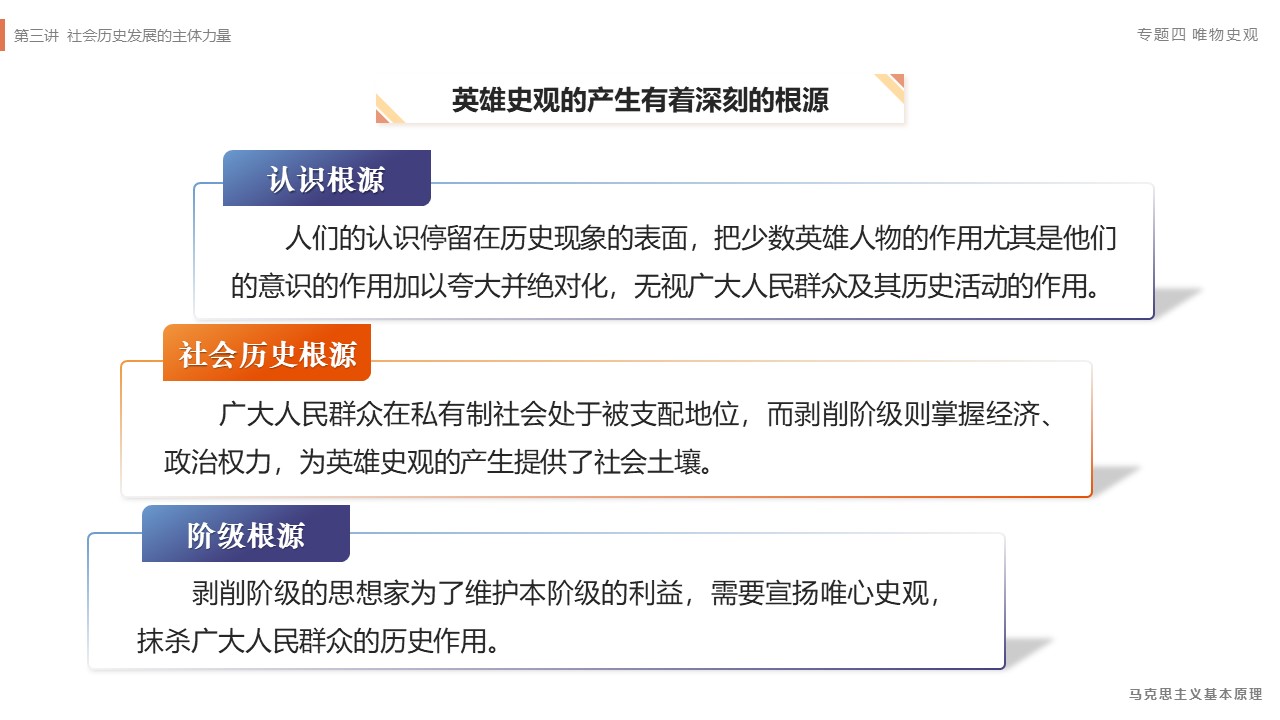 第三讲 社会历史发展的主体力量
专题四 唯物史观
英雄史观的产生有着深刻的根源
认识根源
人们的认识停留在历史现象的表面，把少数英雄人物的作用尤其是他们
的意识的作用加以夸大并绝对化，无视广大人民群众及其历史活动的作用。
社会历史根源
广大人民群众在私有制社会处于被支配地位，而剥削阶级则掌握经济、
政治权力，为英雄史观的产生提供了社会土壤。
阶级根源
剥削阶级的思想家为了维护本阶级的利益，需要宣扬唯心史观，
抹杀广大人民群众的历史作用。
马克思主义基本原理